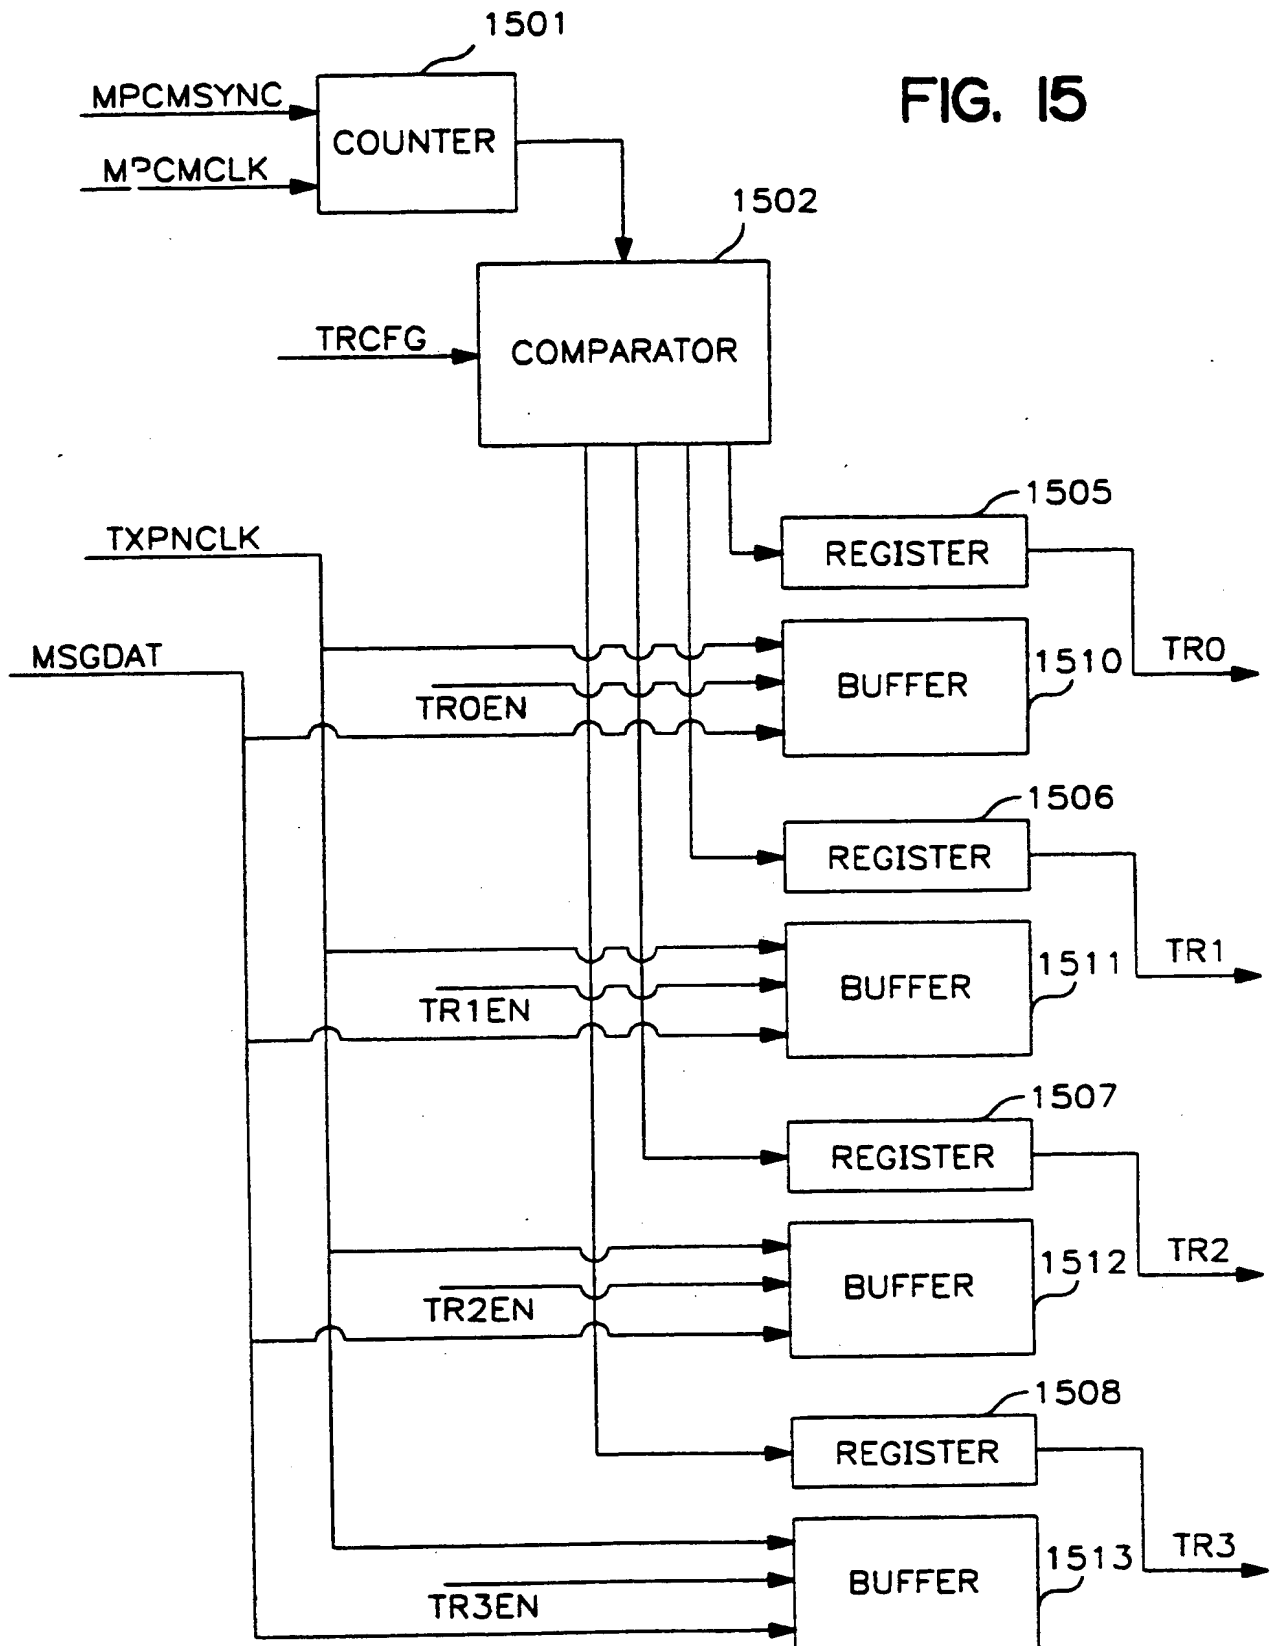 1501
FIG. 15
MPCMSYNC
COUNTER
MPCMCLK
1502
TRCFG
COMPARATOR
1505
TXPNCLK
REGISTER
MSGDAT
BUFFER
1510
TR0
TR0EN
1506
REGISTER
BUFFER
1511
TR1
TR1EN
1507
REGISTER
BUFFER
1512
TR2
TR2EN
1508
REGISTER
BUFFER
1513
TR3
TR3EN